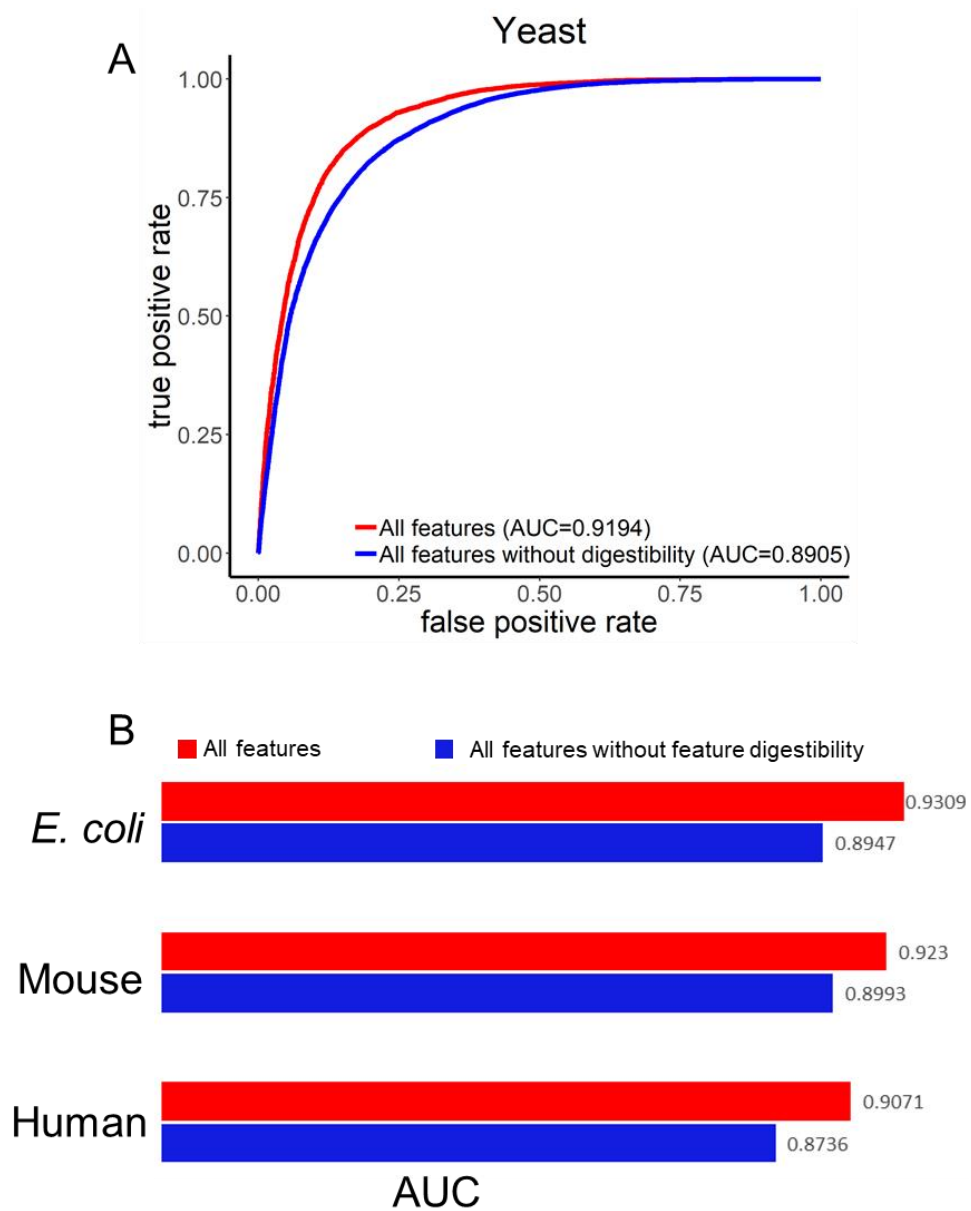 A
Yeast
1.00
0.75
0.50
0.25
0.00
true positive rate
All features (AUC=0.9194)
All features without digestibility (AUC=0.8905)
0.00 0.25 0.50 0.75 1.00
false positive rate
B
All features All features without feature digestibility
E. coli
0.9309
0.8947
Mouse
0.923
0.8993
Human
0.9071
0.8736
AUC